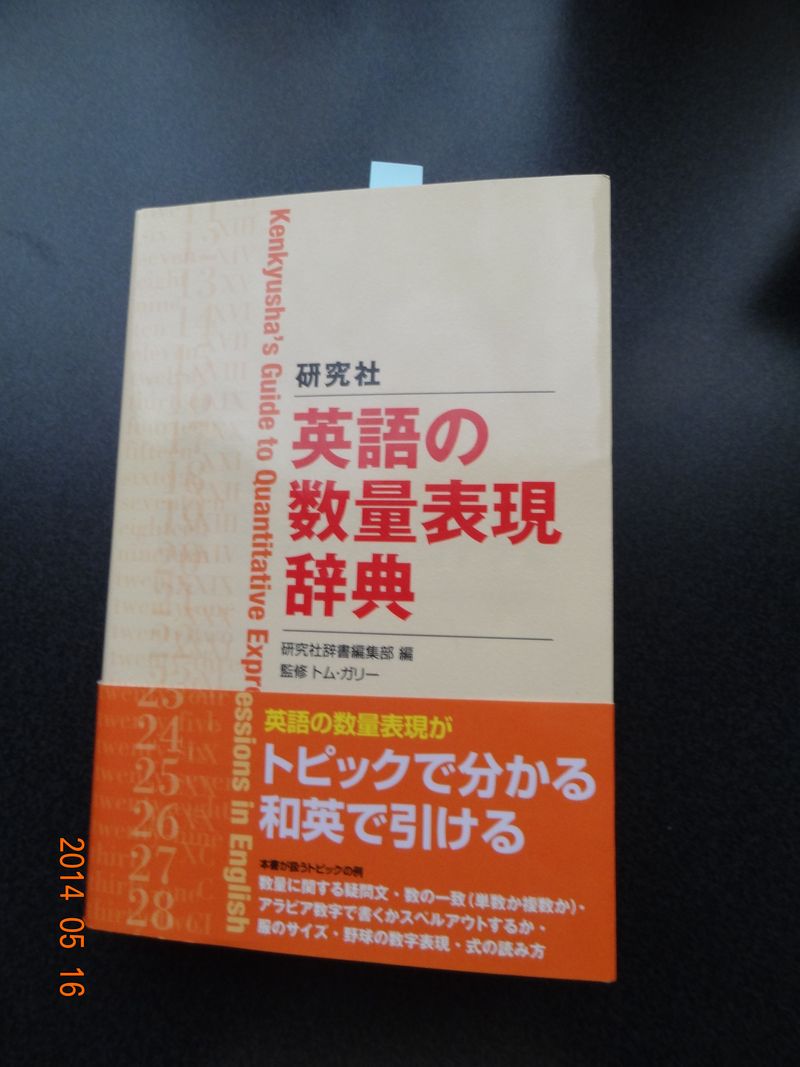 Kenkyusha's Guide to Quantitative Expressions in English
研究社
英語の
数量表現
辞典
研究社辞書編集部 編
監修 トム・ガリー
英語の数量表現が
トピックで分かる
和英で引ける
本書が扱うトピックの例
数量に関する疑問文・数の一致(単数か複数か)・
アラビア数字で書くかスペルアウトするか・
服のサイズ・野球の数字表現・式の読み方
23
24
25
26
27
28
2014 05 16